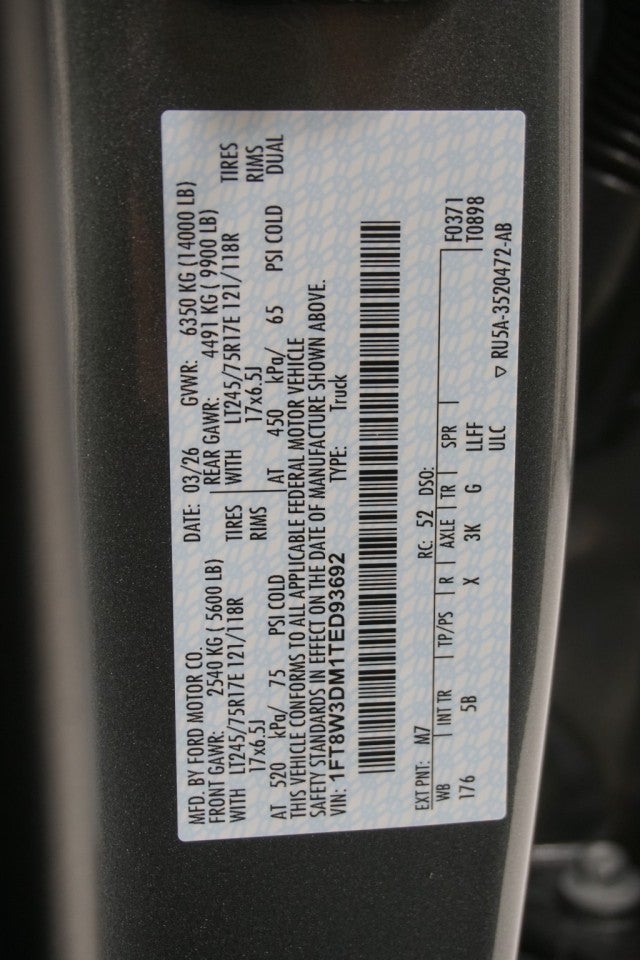 MFD. BY FORD MOTOR CO. DATE: 03/26 GVWR: 6350 KG (14000 LB)
FRONT GAWR: 2540 KG ( 5600 LB) REAR GAWR: 4491 KG ( 9900 LB)
WITH LT245/75R17E 121/118R TIRES WITH LT245/75R17E 121/118R TIRES
17x6.5J RIMS 17x6.5J RIMS
AT 520 kPa/ 75 PSI COLD AT 450 kPa/ 65 PSI COLD DUAL
THIS VEHICLE CONFORMS TO ALL APPLICABLE FEDERAL MOTOR VEHICLE
SAFETY STANDARDS IN EFFECT ON THE DATE OF MANUFACTURE SHOWN ABOVE.
VIN: 1FT8W3DM1TED93692 TYPE: Truck
EXT PNT: M7 RC: 52 DSO: F0371
WB INT TR TP/PS R AXLE TR SPR T0898
176 5B X 3K G LLFF
ULC ▽ RU5A-3520472-AB